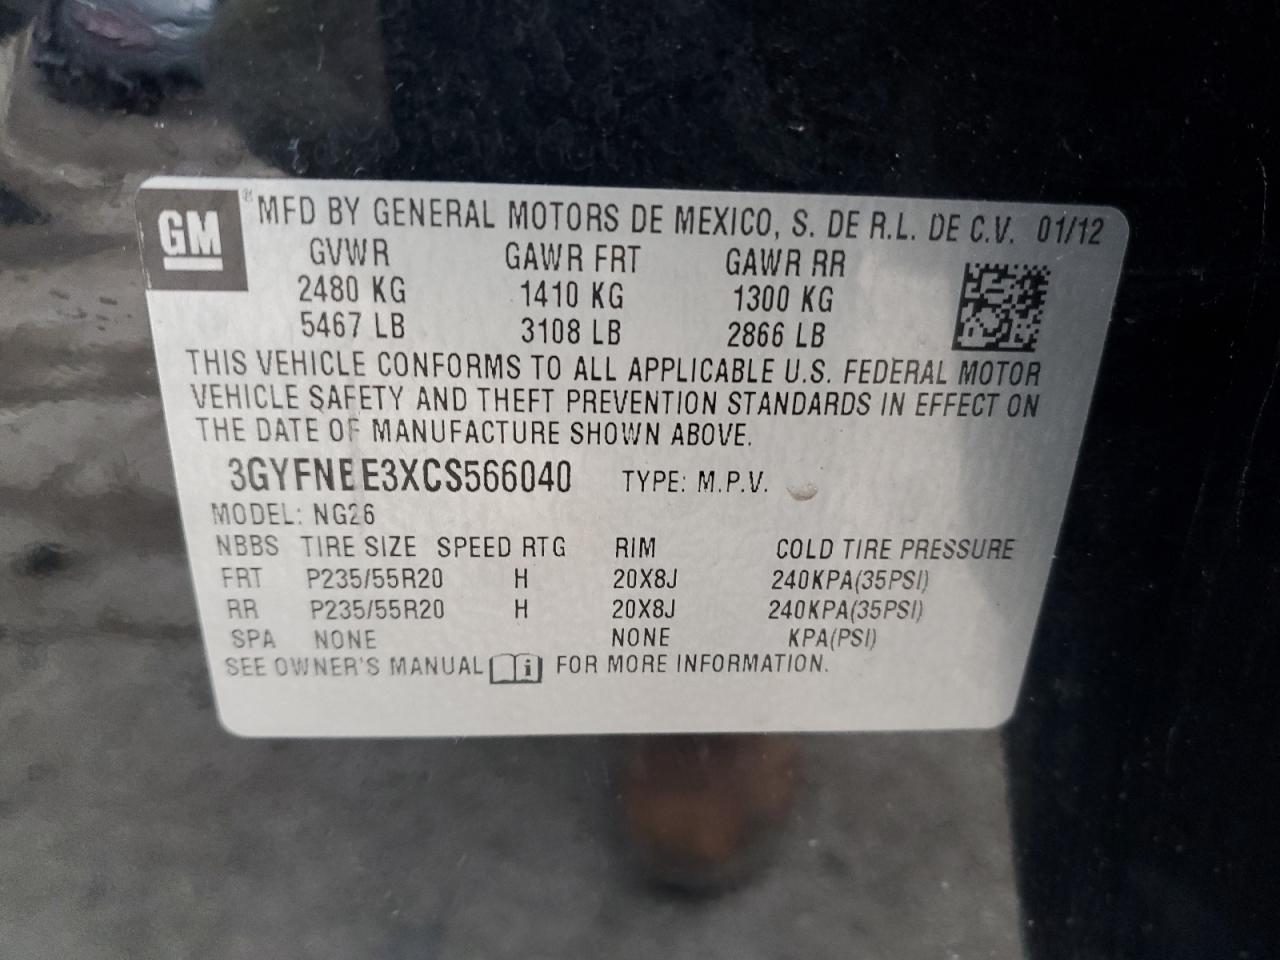 GM ® MFD BY GENERAL MOTORS DE MEXICO, S. DE R.L. DE C.V. 01/12
GVWR GAWR FRT GAWR RR
2480 KG 1410 KG 1300 KG
5467 LB 3108 LB 2866 LB
THIS VEHICLE CONFORMS TO ALL APPLICABLE U.S. FEDERAL MOTOR
VEHICLE SAFETY AND THEFT PREVENTION STANDARDS IN EFFECT ON
THE DATE OF MANUFACTURE SHOWN ABOVE.
3GYFNEE3XCS566040 TYPE: M.P.V.
MODEL: NG26
NBBS TIRE SIZE SPEED RTG RIM COLD TIRE PRESSURE
FRT P235/55R20 H 20X8J 240KPA(35PSI)
RR P235/55R20 H 20X8J 240KPA(35PSI)
SPA NONE NONE KPA(PSI)
SEE OWNER'S MANUAL i FOR MORE INFORMATION.